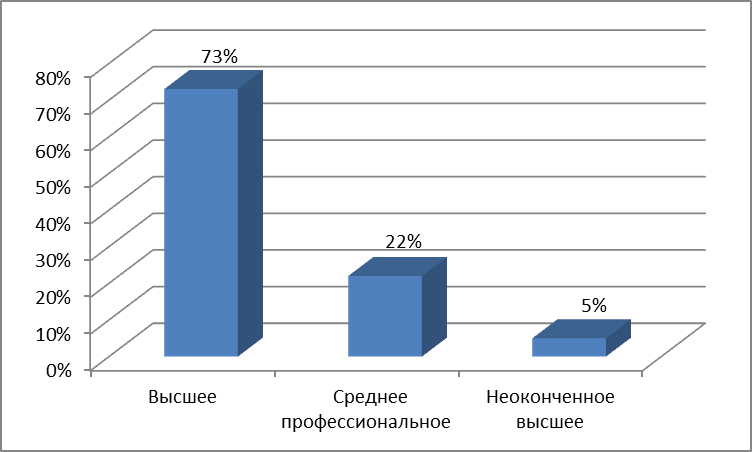 73%
80%
70%
60%
50%
40%
30%
20%
10%
0%
22%
5%
Высшее
Среднее
профессиональное
Неоконченное
высшее